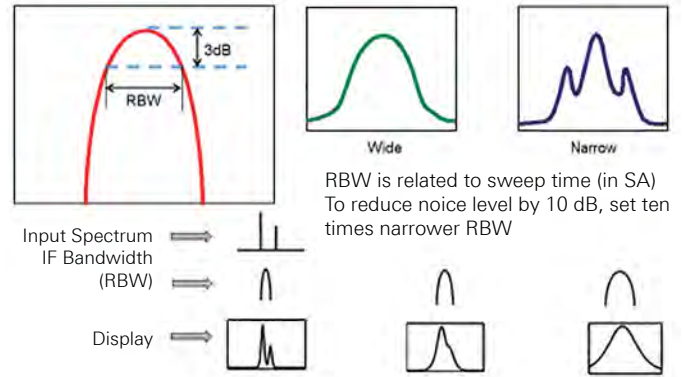 3dB
RBW
Wide
Narrow
RBW is related to sweep time (in SA)
To reduce noice level by 10 dB, set ten
times narrower RBW
Input Spectrum
IF Bandwidth
(RBW)
Display